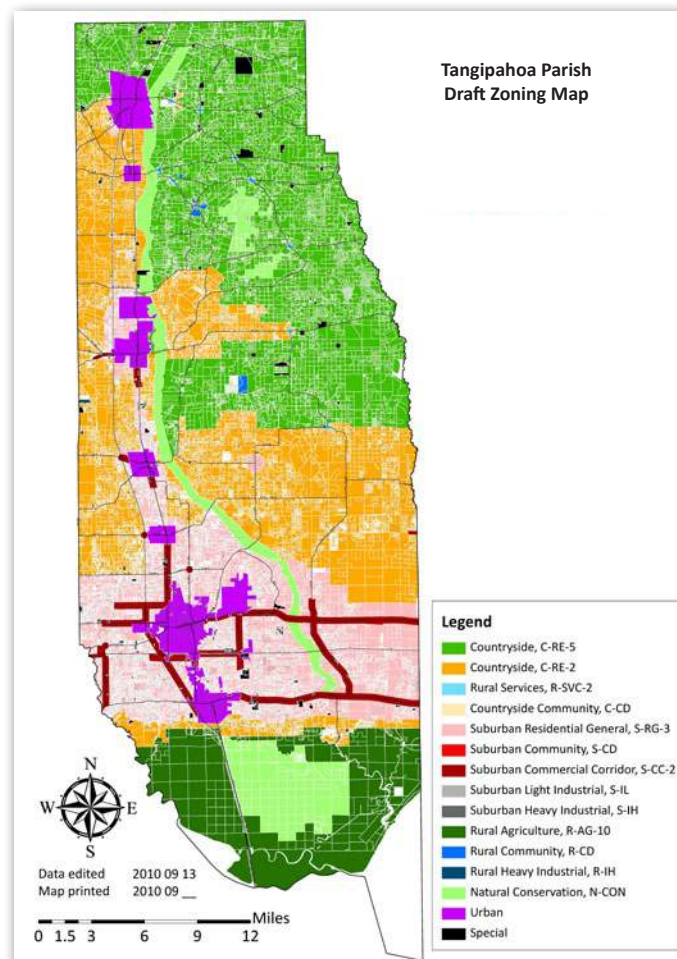 Tangipahoa Parish
Draft Zoning Map
Legend
Countryside, C-RE-5
Countryside, C-RE-2
Rural Services, R-SVC-2
Countryside Community, C-CD
Suburban Residential General, S-RG-3
Suburban Community, S-CD
Suburban Commercial Corridor, S-CC-2
Suburban Light Industrial, S-IL
Suburban Heavy Industrial, S-IH
Rural Agriculture, R-AG-10
Rural Community, R-CD
Rural Heavy Industrial, R-IH
Natural Conservation, N-CON
Urban
Special
N
W E
S
Data edited 2010 09 13
Map printed 2010 09 __
Miles
0 1.5 3 6 9 12